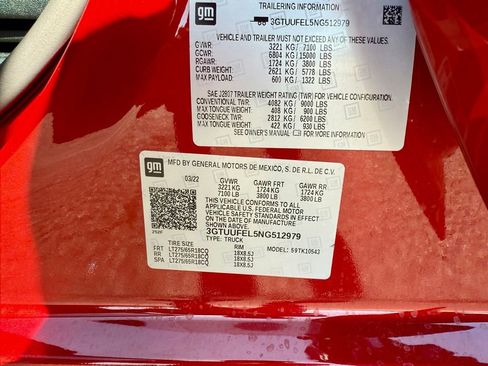 gm
TRAILERING INFORMATION
3GTUUFEL5NG512979
VEHICLE AND TRAILER MUST NOT EXCEED ANY OF THESE VALUES.
GVWR: 3221 KG/ 7100 LBS
GCWR: 6804 KG/15000 LBS
RGAWR: 1724 KG/ 3800 LBS
CURB WEIGHT: 2621 KG/ 5778 LBS
MAX PAYLOAD: 600 KG/ 1322 LBS
SAE J2807 TRAILER WEIGHT RATING (TWR) FOR VEHICLE CONFIGURATION.
CONVENTIONAL TWR: 4082 KG/ 9000 LBS
MAX TONGUE WEIGHT: 408 KG/ 900 LBS
GOOSENECK TWR: 2812 KG/ 6200 LBS
MAX TONGUE WEIGHT: 422 KG/ 930 LBS
SEE OWNER'S MANUAL FOR MORE INFORMATION
gm
MFD BY GENERAL MOTORS DE MEXICO, S. DE R.L. DE C.V.
03/22 GVWR GAWR FRT GAWR RR
3221 KG 1724 KG 1724 KG
7100 LB 3800 LB 3800 LB
THIS VEHICLE CONFORMS TO ALL APPLICABLE
U.S. FEDERAL MOTOR VEHICLE SAFETY
STANDARDS IN EFFECT ON THE DATE OF
MANUFACTURE SHOWN ABOVE.
3GTUUFEL5NG512979
TYPE: TRUCK
TIRE SIZE RIM MODEL: 59TK10543
FRT LT275/65R18CQ 18X8.5J
RR LT275/65R18CQ 18X8.5J
SPA LT275/65R18CQ 18X8.5J